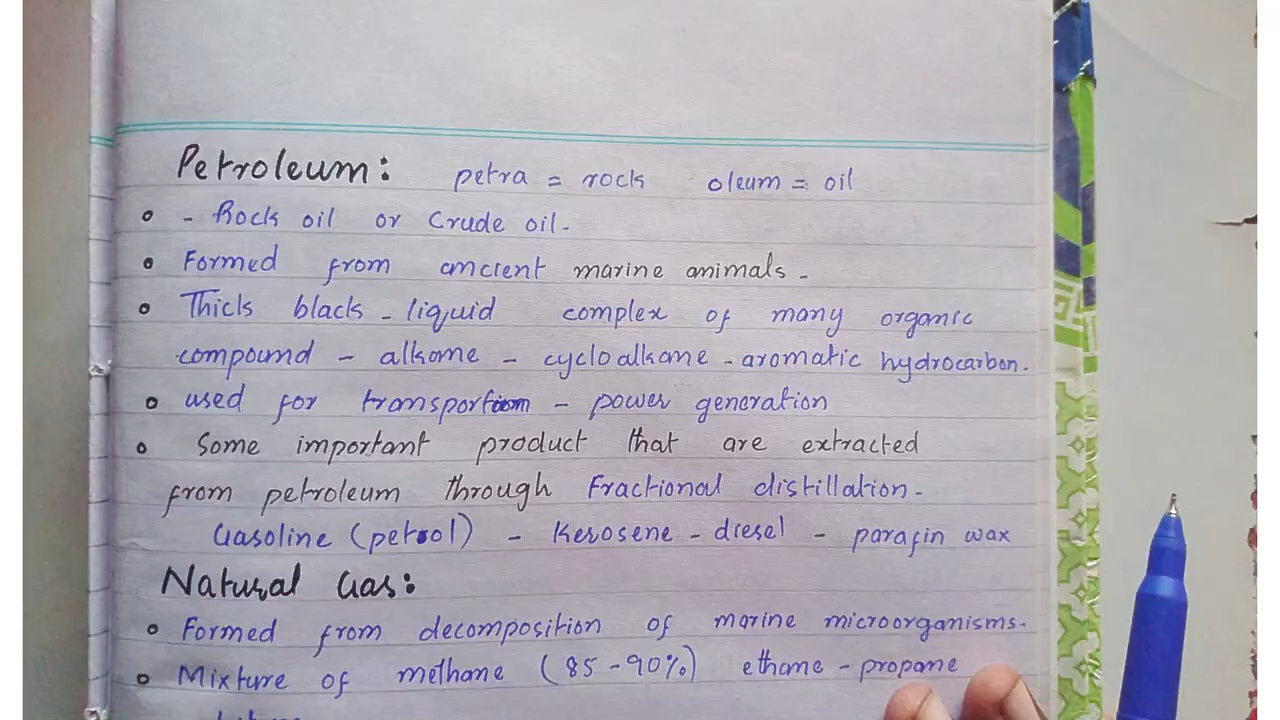 Petroleum: petra = rock oleum = oil
- Rock oil or Crude oil.
Formed from ancient marine animals.
Thick black - liquid complex of many organic
compound - alkane - cycloalkane - aromatic hydrocarbon.
used for transportion - power generation
Some important product that are extracted
from petroleum through Fractional distillation.
Gasoline (petrol) - Kerosene - diesel - parafin wax
Natural Gas:
Formed from decomposition of marine microorganisms.
Mixture of methane (85-90%) ethane - propane